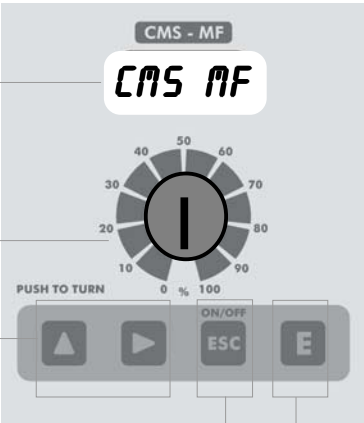 CMS - MF
CMS MF
50
40 60
30 70
20 80
10 90
PUSH TO TURN 0 % 100
ON/OFF
ESC E